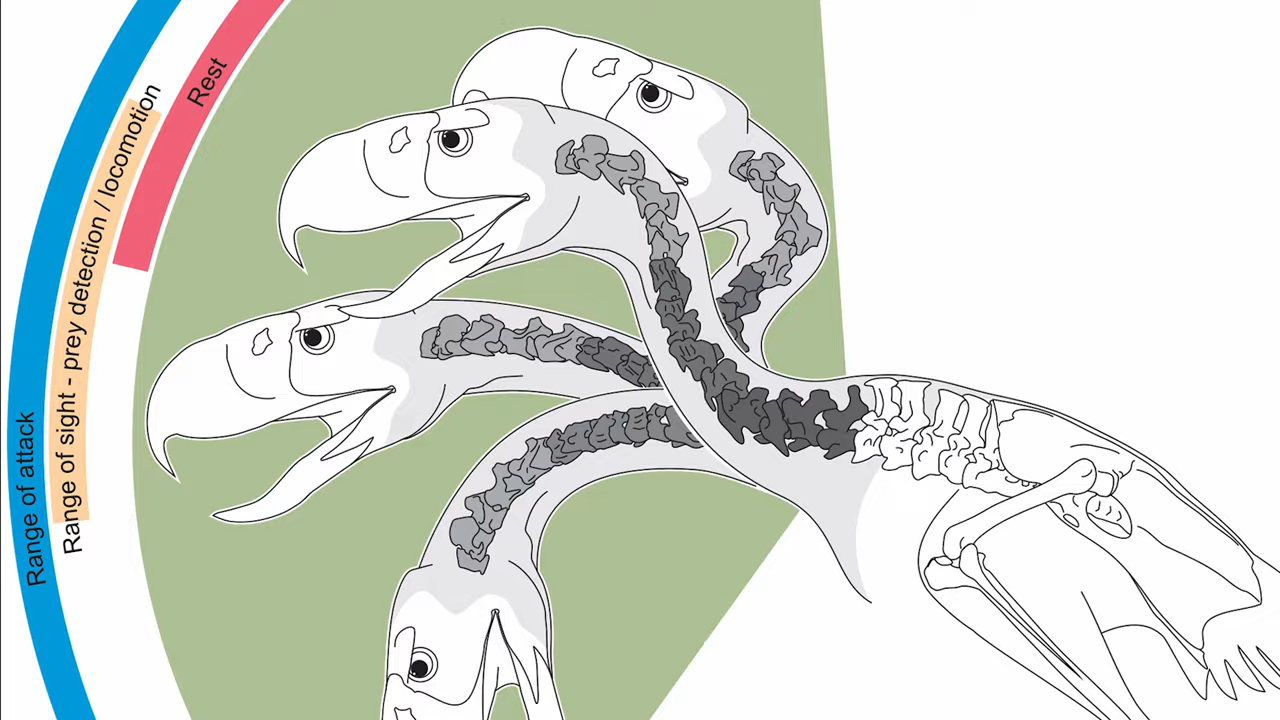 Range of attack
Range of sight - prey detection / locomotion
Rest